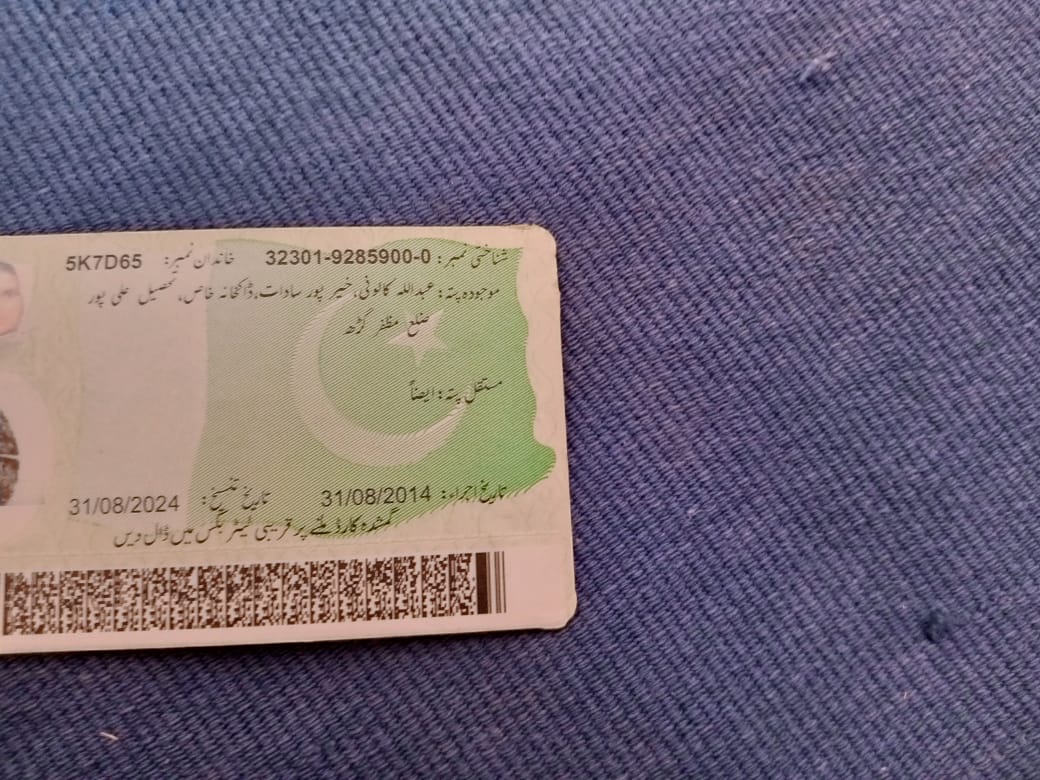 شناختی نمبر: 32301-9285900-0 خاندان نمبر: 5K7D65
موجودہ پتہ: عبداللہ کالونی، خیر پور سادات، ڈاکخانہ خاص، تحصیل علی پور
ضلع مظفر گڑھ
مستقل پتہ: ایضاً
تاریخ اجراء: 31/08/2014 تاریخ تنسیخ: 31/08/2024
گمشدہ کارڈ ملنے پر قریبی لیٹر بکس میں ڈال دیں